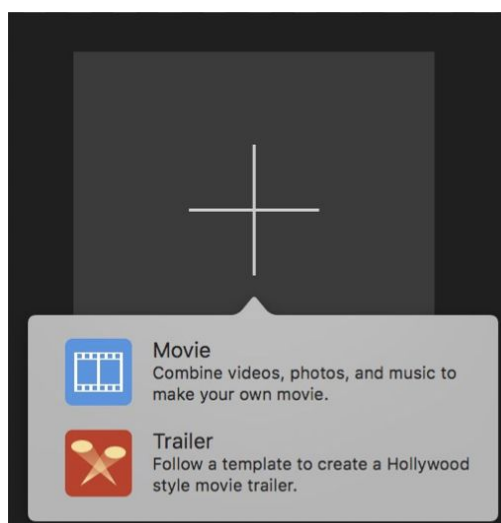 Movie
Combine videos, photos, and music to
make your own movie.
Trailer
Follow a template to create a Hollywood
style movie trailer.